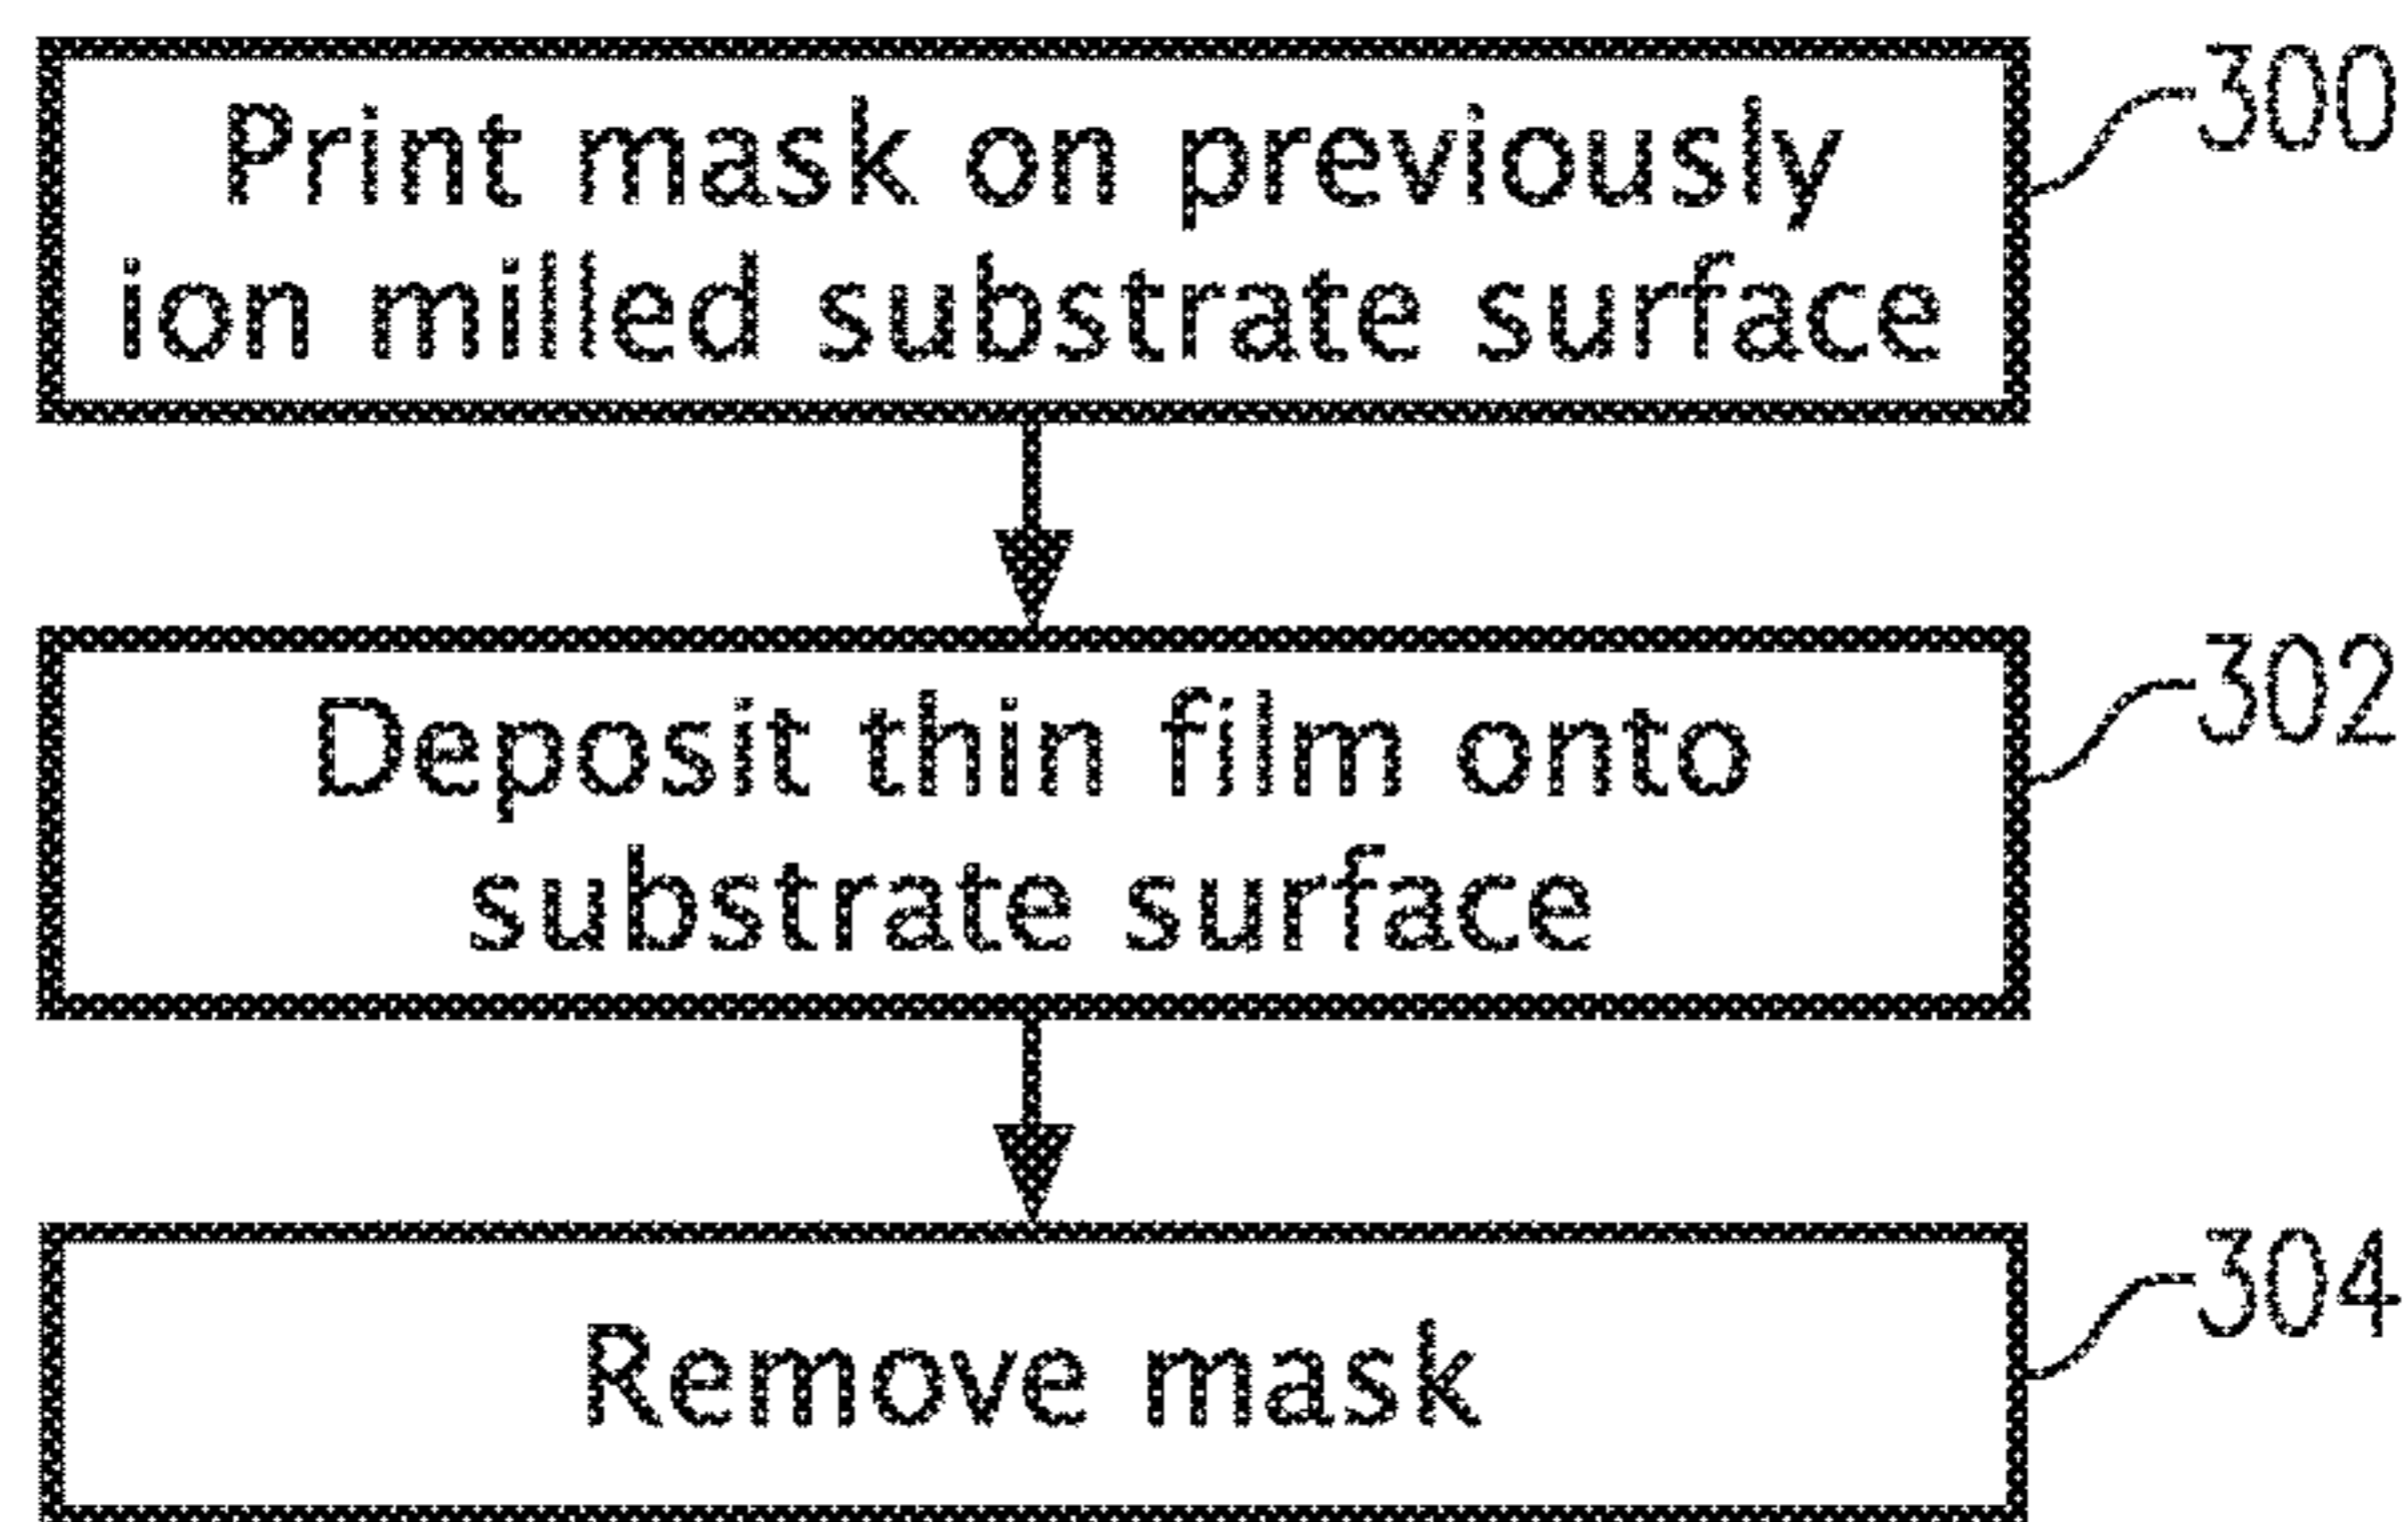 Print mask on previously
ion milled substrate surface
300
Deposit thin film onto
substrate surface
302
Remove mask
304